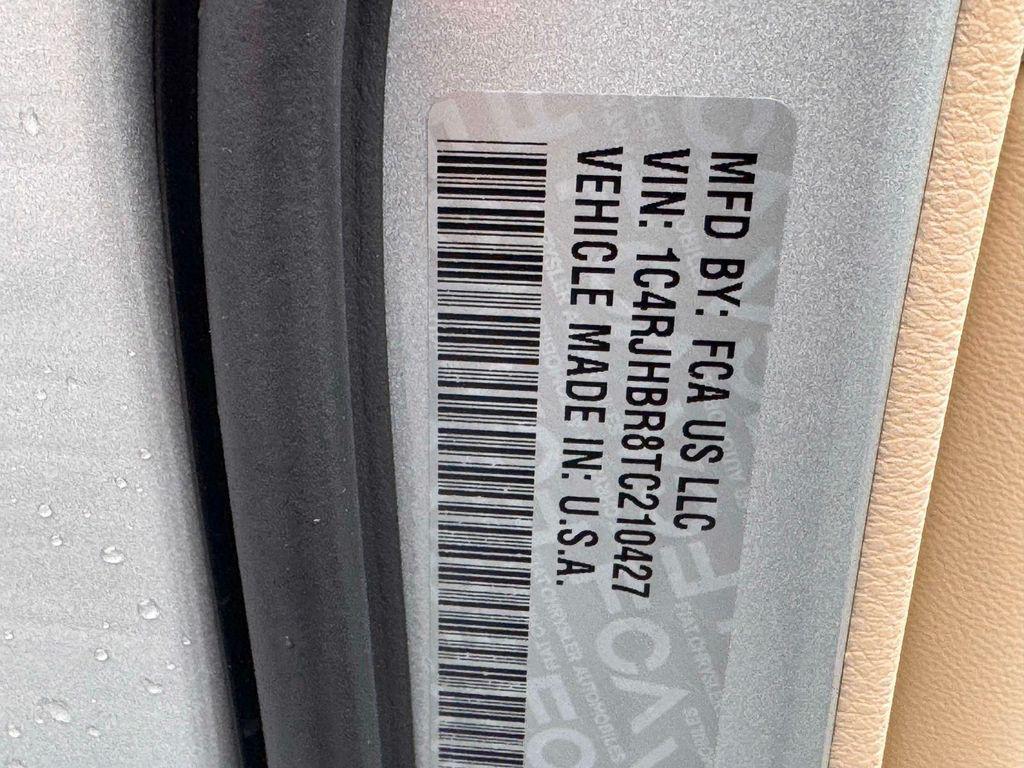 MFD BY: FCA US LLC
VIN: 1C4RJHBR8TC210427
VEHICLE MADE IN: U.S.A.